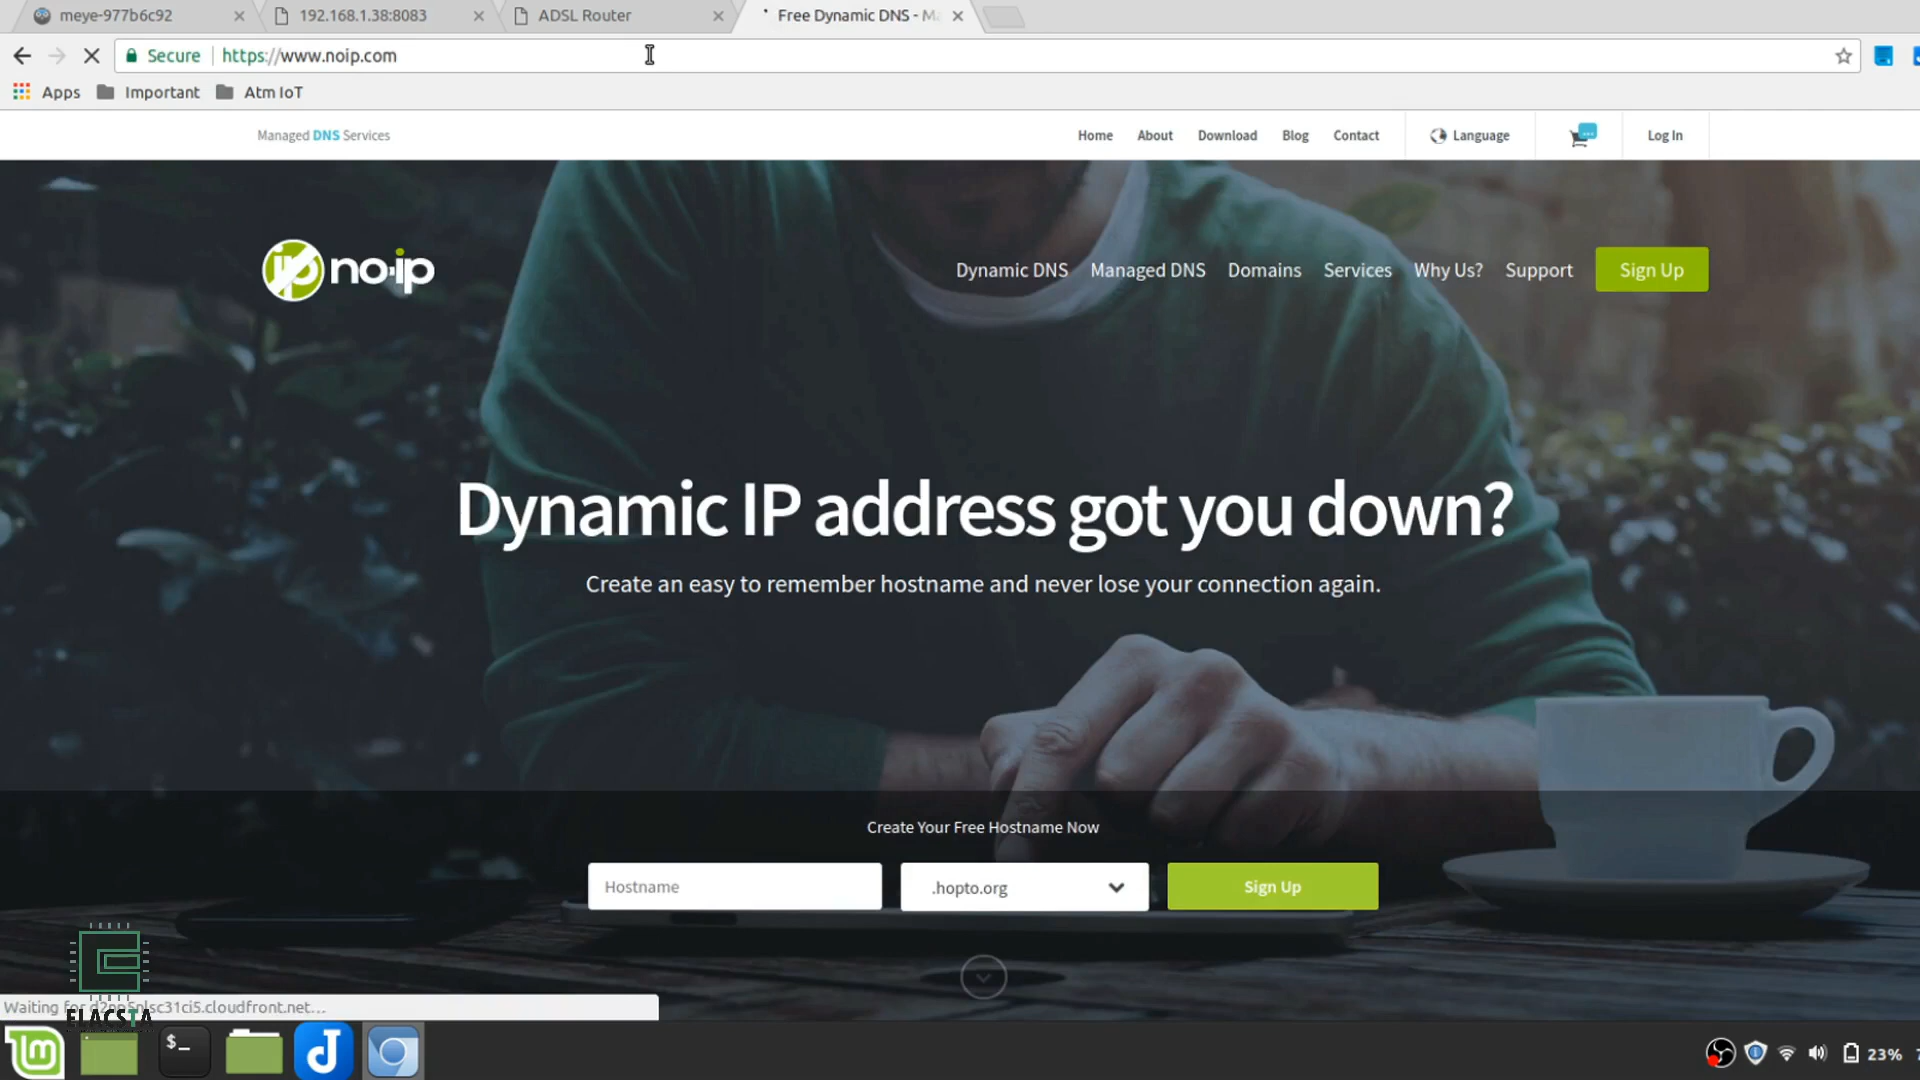 meye-977b6c92
192.168.1.38:8083
ADSL Router
Free Dynamic DNS - Ma
Secure
https://www.noip.com
Apps
Important
Atm IoT
Managed DNS Services
Home
About
Download
Blog
Contact
Language
Log In
no-ip
Dynamic DNS
Managed DNS
Domains
Services
Why Us?
Support
Sign Up
Dynamic IP address got you down?
Create an easy to remember hostname and never lose your connection again.
Create Your Free Hostname Now
Hostname
.hopto.org
Sign Up
ELACSTA
23%